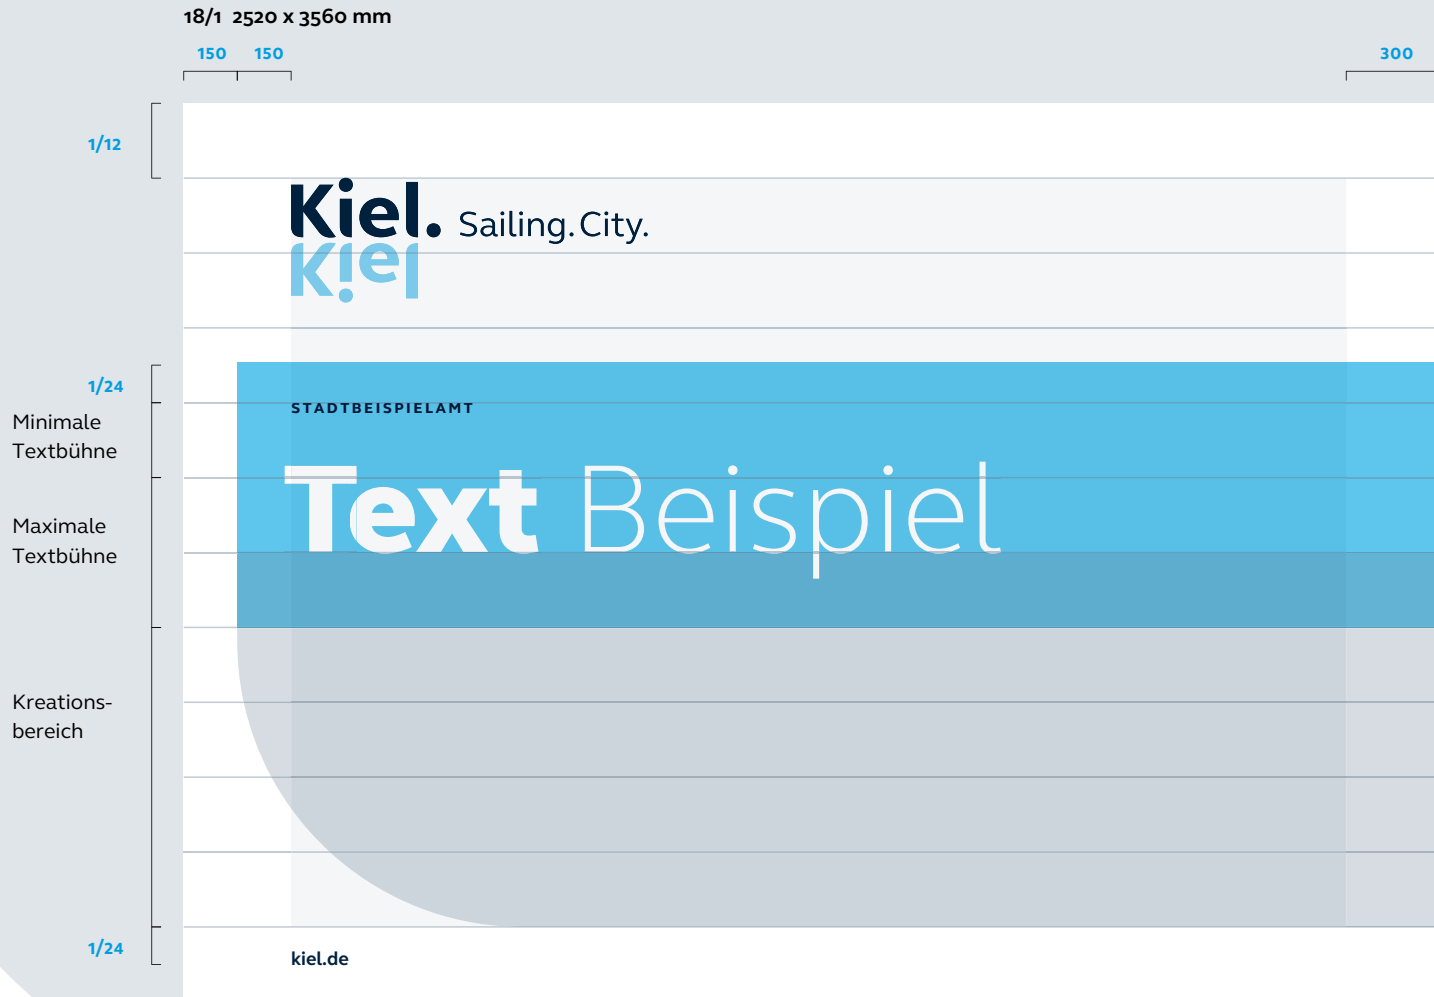 18/1 2520 x 3560 mm
150 150 300
1/12
Kiel. Sailing. City.
Kiel
1/24
Minimale
Textbühne
STADTBEISPIELAMT
Text Beispiel
Maximale
Textbühne
Kreations-
bereich
1/24
kiel.de